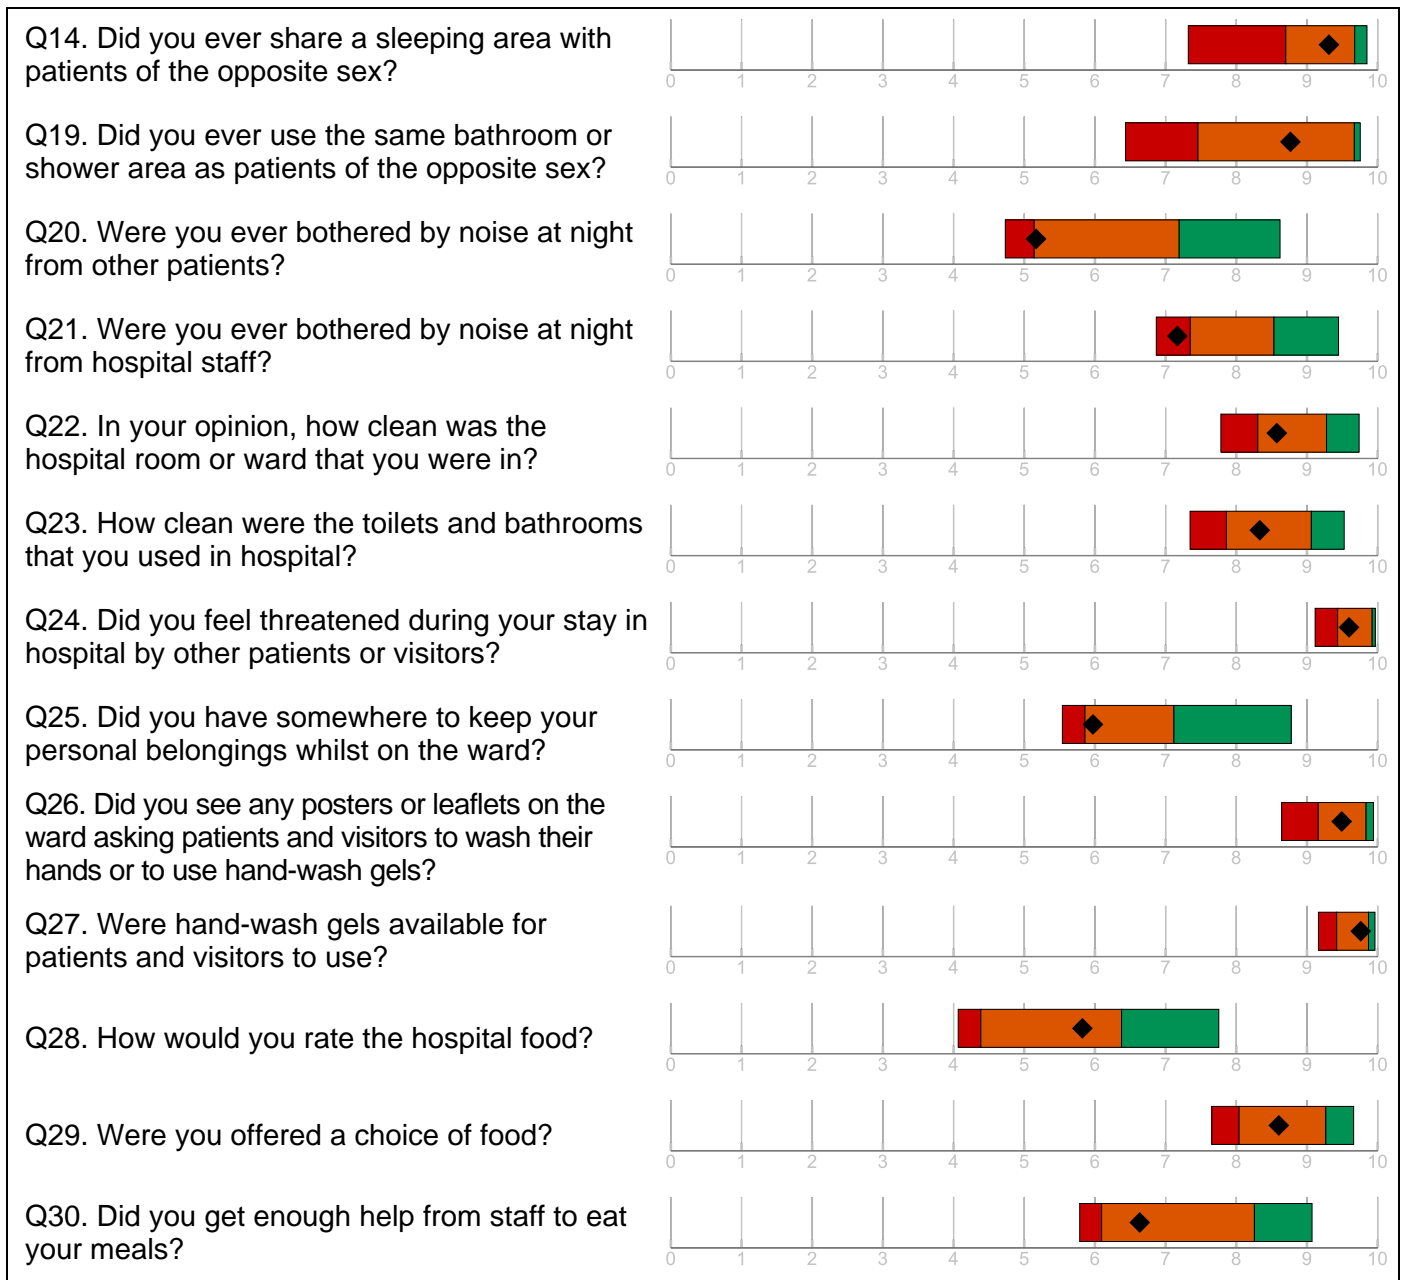 Q14. Did you ever share a sleeping area with
patients of the opposite sex?
0 1 2 3 4 5 6 7 8 9 10
Q19. Did you ever use the same bathroom or
shower area as patients of the opposite sex?
0 1 2 3 4 5 6 7 8 9 10
Q20. Were you ever bothered by noise at night
from other patients?
0 1 2 3 4 5 6 7 8 9 10
Q21. Were you ever bothered by noise at night
from hospital staff?
0 1 2 3 4 5 6 7 8 9 10
Q22. In your opinion, how clean was the
hospital room or ward that you were in?
0 1 2 3 4 5 6 7 8 9 10
Q23. How clean were the toilets and bathrooms
that you used in hospital?
0 1 2 3 4 5 6 7 8 9 10
Q24. Did you feel threatened during your stay in
hospital by other patients or visitors?
0 1 2 3 4 5 6 7 8 9 10
Q25. Did you have somewhere to keep your
personal belongings whilst on the ward?
0 1 2 3 4 5 6 7 8 9 10
Q26. Did you see any posters or leaflets on the
ward asking patients and visitors to wash their
hands or to use hand-wash gels?
0 1 2 3 4 5 6 7 8 9 10
Q27. Were hand-wash gels available for
patients and visitors to use?
0 1 2 3 4 5 6 7 8 9 10
Q28. How would you rate the hospital food?
0 1 2 3 4 5 6 7 8 9 10
Q29. Were you offered a choice of food?
0 1 2 3 4 5 6 7 8 9 10
Q30. Did you get enough help from staff to eat
your meals?
0 1 2 3 4 5 6 7 8 9 10